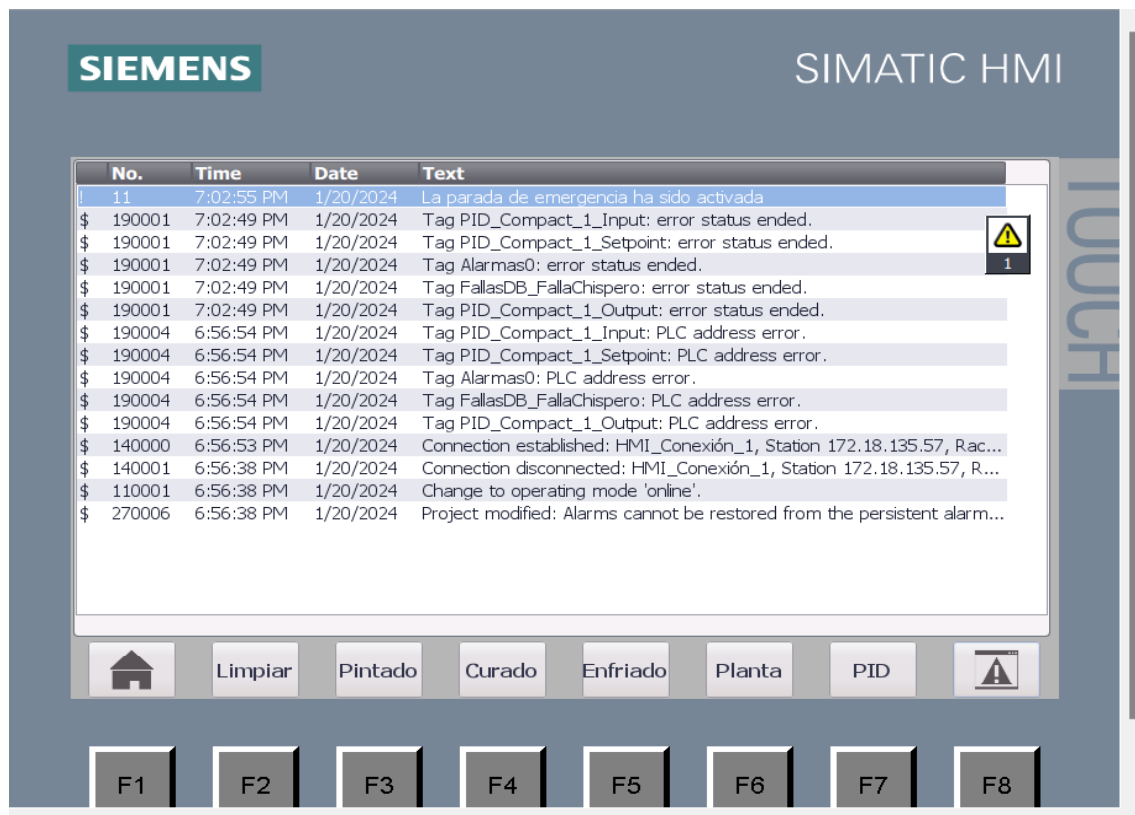 SIEMENS
SIMATIC HMI
TOUCH
No. Time Date Text
! 11 7:02:55 PM 1/20/2024 La parada de emergencia ha sido activada
$ 190001 7:02:49 PM 1/20/2024 Tag PID_Compact_1_Input: error status ended.
$ 190001 7:02:49 PM 1/20/2024 Tag PID_Compact_1_Setpoint: error status ended.
$ 190001 7:02:49 PM 1/20/2024 Tag Alarmas0: error status ended.
$ 190001 7:02:49 PM 1/20/2024 Tag FallasDB_FallaChispero: error status ended.
$ 190001 7:02:49 PM 1/20/2024 Tag PID_Compact_1_Output: error status ended.
$ 190004 6:56:54 PM 1/20/2024 Tag PID_Compact_1_Input: PLC address error.
$ 190004 6:56:54 PM 1/20/2024 Tag PID_Compact_1_Setpoint: PLC address error.
$ 190004 6:56:54 PM 1/20/2024 Tag Alarmas0: PLC address error.
$ 190004 6:56:54 PM 1/20/2024 Tag FallasDB_FallaChispero: PLC address error.
$ 190004 6:56:54 PM 1/20/2024 Tag PID_Compact_1_Output: PLC address error.
$ 140000 6:56:53 PM 1/20/2024 Connection established: HMI_Conexión_1, Station 172.18.135.57, Rac...
$ 140001 6:56:38 PM 1/20/2024 Connection disconnected: HMI_Conexión_1, Station 172.18.135.57, R...
$ 110001 6:56:38 PM 1/20/2024 Change to operating mode 'online'.
$ 270006 6:56:38 PM 1/20/2024 Project modified: Alarms cannot be restored from the persistent alarm...
1
Limpiar Pintado Curado Enfriado Planta PID
F1 F2 F3 F4 F5 F6 F7 F8